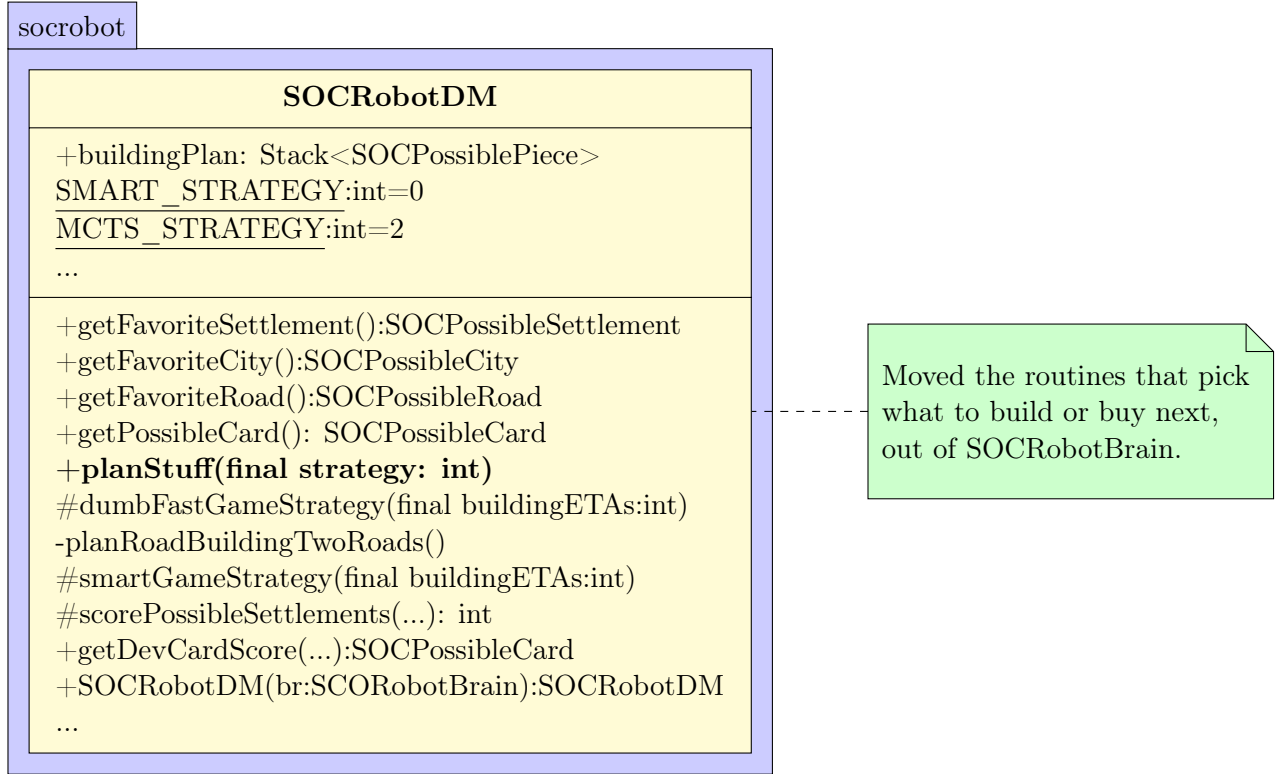 socrobot
SOCRobotDM
+buildingPlan: Stack<SOCPossiblePiece>
SMART_STRATEGY:int=0
MCTS_STRATEGY:int=2
...
+getFavoriteSettlement():SOCPossibleSettlement
+getFavoriteCity():SOCPossibleCity
+getFavoriteRoad():SOCPossibleRoad
+getPossibleCard(): SOCPossibleCard
+planStuff(final strategy: int)
#dumbFastGameStrategy(final buildingETAs:int)
-planRoadBuildingTwoRoads()
#smartGameStrategy(final buildingETAs:int)
#scorePossibleSettlements(...): int
+getDevCardScore(...):SOCPossibleCard
+SOCRobotDM(br:SCORobotBrain):SOCRobotDM
...
Moved the routines that pick
what to build or buy next,
out of SOCRobotBrain.